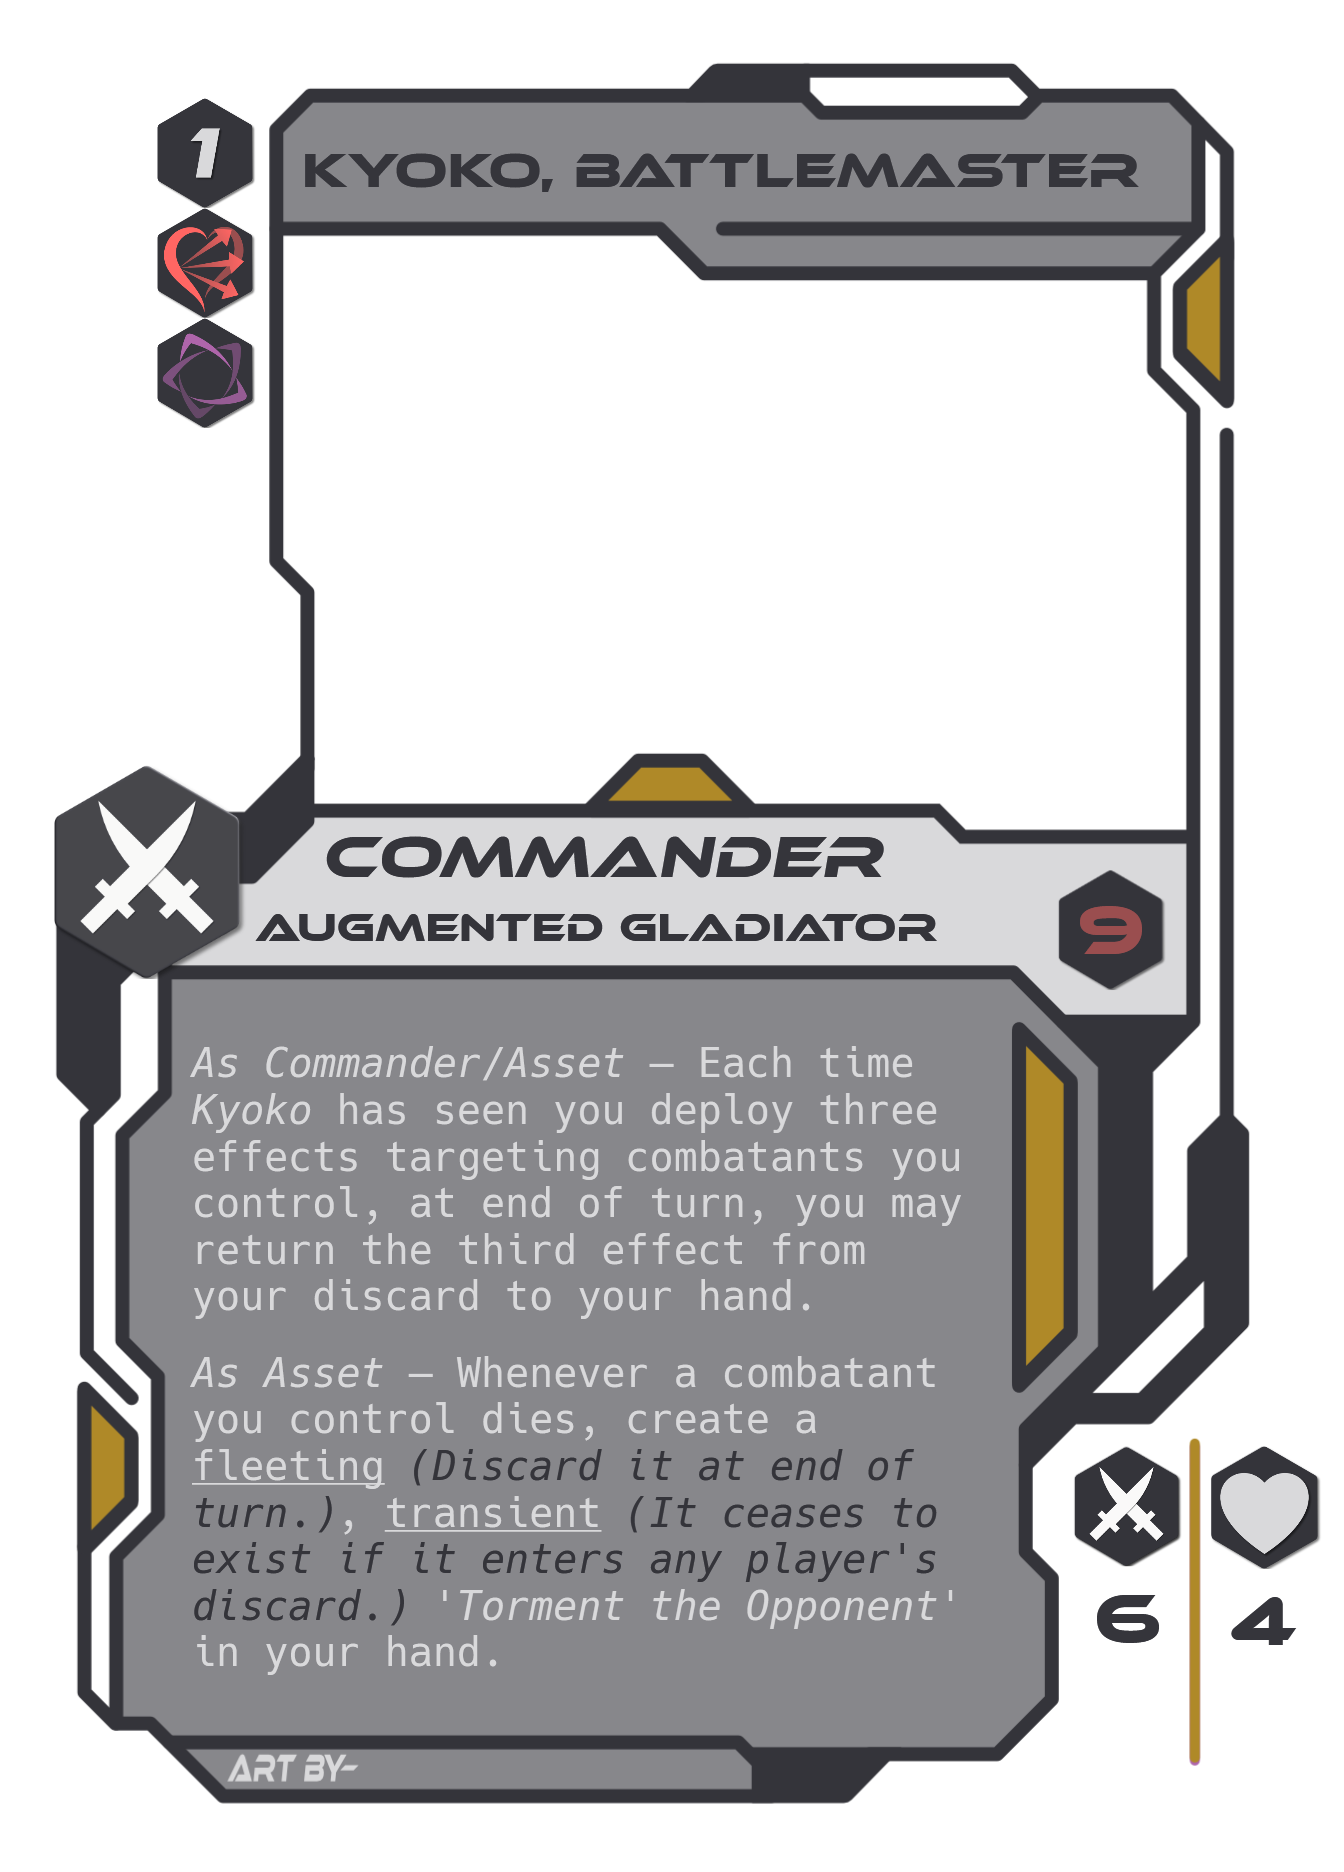 1
KYOKO, BATTLEMASTER
COMMANDER
AUGMENTED GLADIATOR
9
As Commander/Asset – Each time
Kyoko has seen you deploy three
effects targeting combatants you
control, at end of turn, you may
return the third effect from
your discard to your hand.
As Asset – Whenever a combatant
you control dies, create a
fleeting (Discard it at end of
turn.), transient (It ceases to
exist if it enters any player's
discard.) 'Torment the Opponent'
in your hand.
6
4
ART BY-